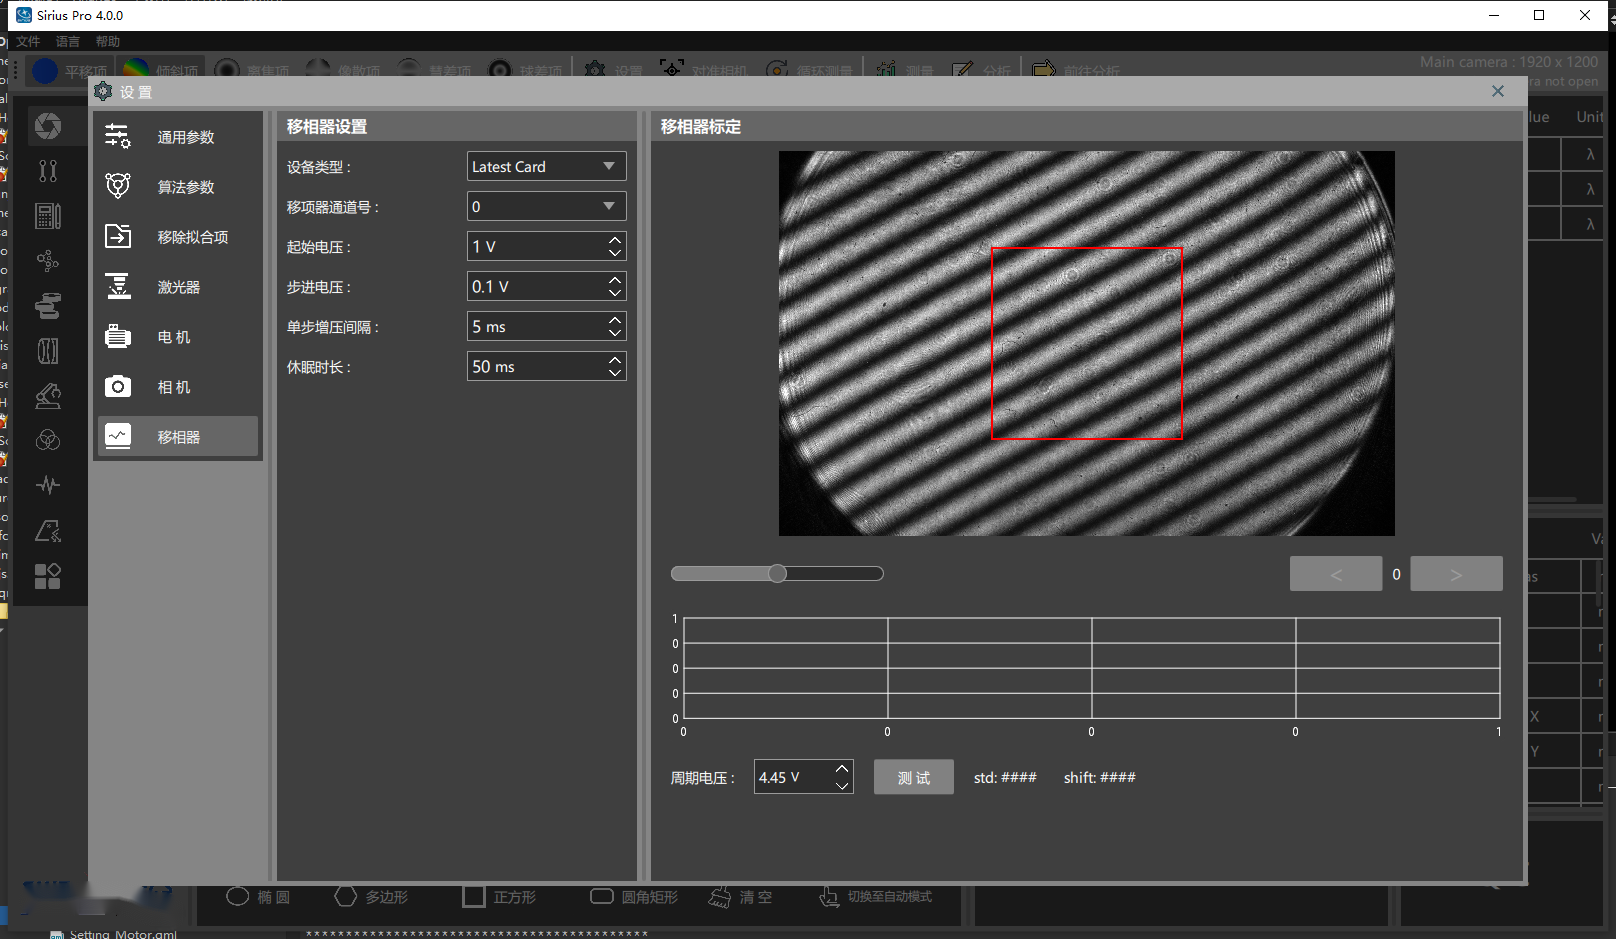 Sirius Pro 4.0.0
文件 语言 帮助
平移项 倾斜项 离焦项 像散项 彗差项 球差项 设置 对准相机 循环测量 测量 分析 前往分析
Main camera : 1920 x 1200
ra not open
设 置
通用参数
算法参数
移除拟合项
激光器
电 机
相 机
移相器
移相器设置
设备类型 : Latest Card
移项器通道号 : 0
起始电压 : 1 V
步进电压 : 0.1 V
单步增压间隔 : 5 ms
休眠时长 : 50 ms
移相器标定
< 0 >
1
0
0
0
0
0 0 0 0 1
周期电压 : 4.45 V 测 试 std: #### shift: ####
lue Unit
λ
λ
λ
Va
as
X
Y
椭 圆 多边形 正方形 圆角矩形 清 空 切换至自动模式
Setting_Motor.qml